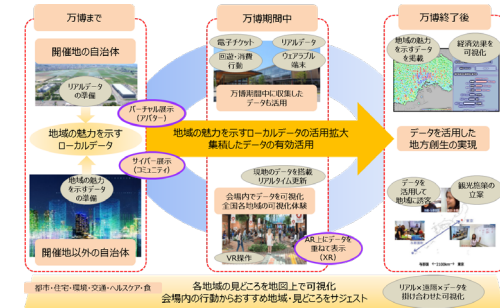 万博まで
万博期間中
万博終了後
開催地の自治体
リアルデータ
の準備
地域の魅力を示す
ローカルデータ
地域の魅力を
示すデータ
の準備
開催地以外の自治体
バーチャル展示
(アバター)
サイバー展示
(コミュニティ)
電子チケット
リアルデータ
回遊・消費
行動
ウェアラブル
端末
万博期間中に収集した
データも活用
地域の魅力を示すローカルデータの活用拡大
集積したデータの有効活用
現地のデータを搭載
リアルタイム更新
会場内でデータを可視化
全国各地域の可視化体験
VR操作
AR上にデータを
重ねて表示
(XR)
地域の魅力
を示すデータ
を掲載
経済効果を
可視化
データを活用した
地方創生の実現
データを
活用して
地域に誘客
観光施策の
立案
都市・住宅・環境・交通・ヘルスケア・食
各地域の見どころを地図上で可視化
会場内の行動からおすすめ地域・見どころをサジェスト
リアル×遠隔×データを
掛け合わせた可視化